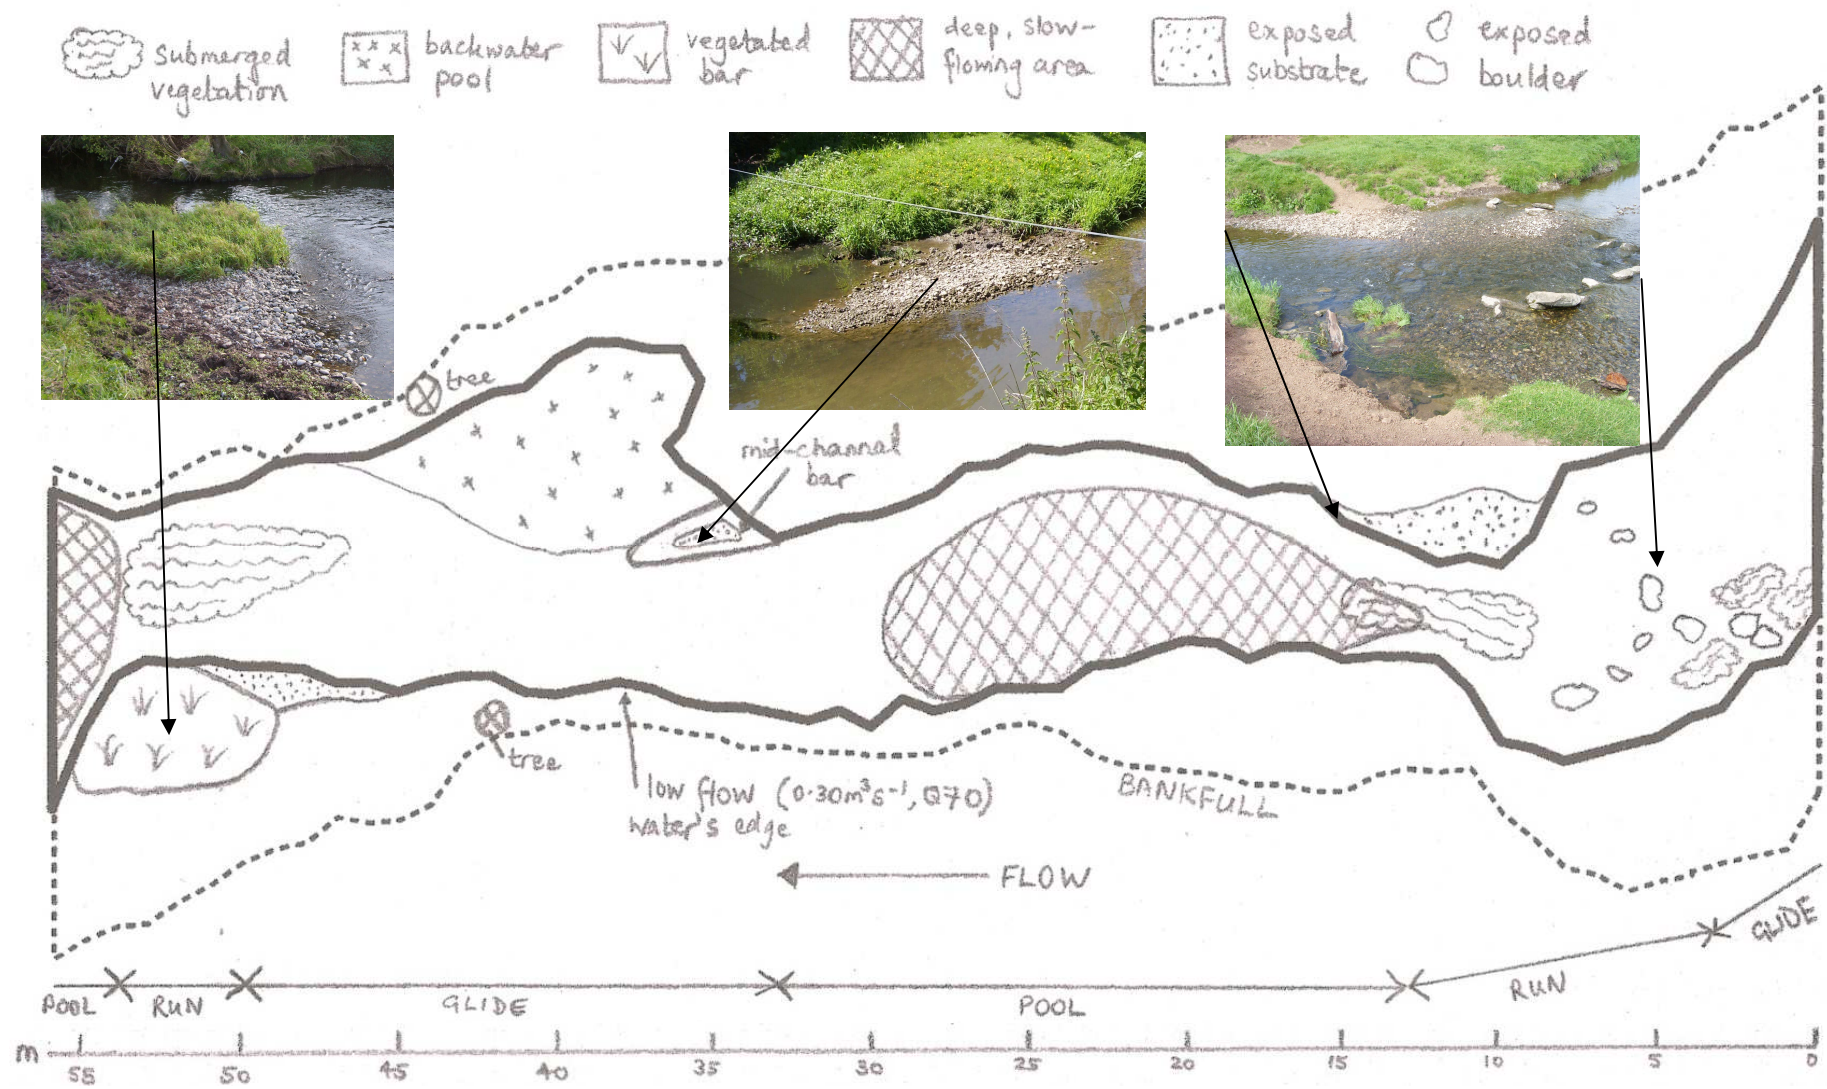 submerged
vegetation
backwater
pool
vegetated
bar
deep, slow-
flowing area
exposed
substrate
exposed
boulder
tree
mid-channal
bar
tree
low flow (0.30m³s⁻¹, Q70)
water's edge
BANKFULL
FLOW
GLIDE
RUN
POOL
RUN
GLIDE
POOL
m 55 50 45 40 35 30 25 20 15 10 5 0